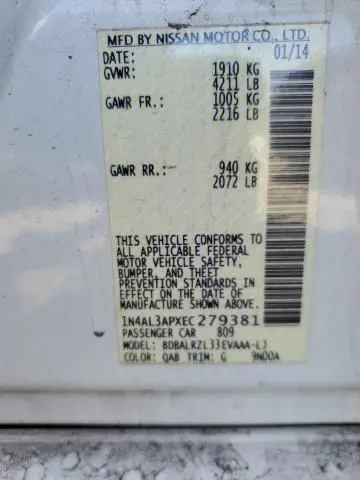 MFD BY NISSAN MOTOR CO., LTD.
DATE: 01/14
GVWR: 1910 KG
4211 LB
GAWR FR.: 1005 KG
2216 LB
GAWR RR.: 940 KG
2072 LB
THIS VEHICLE CONFORMS TO
ALL APPLICABLE FEDERAL
MOTOR VEHICLE SAFETY,
BUMPER, AND THEFT
PREVENTION STANDARDS IN
EFFECT ON THE DATE OF
MANUFACTURE SHOWN ABOVE.
1N4AL3APXEC279381
PASSENGER CAR 809
MODEL: BDBALRZL33EVAAA-LJ
COLOR: QAB TRIM: G 9N00A